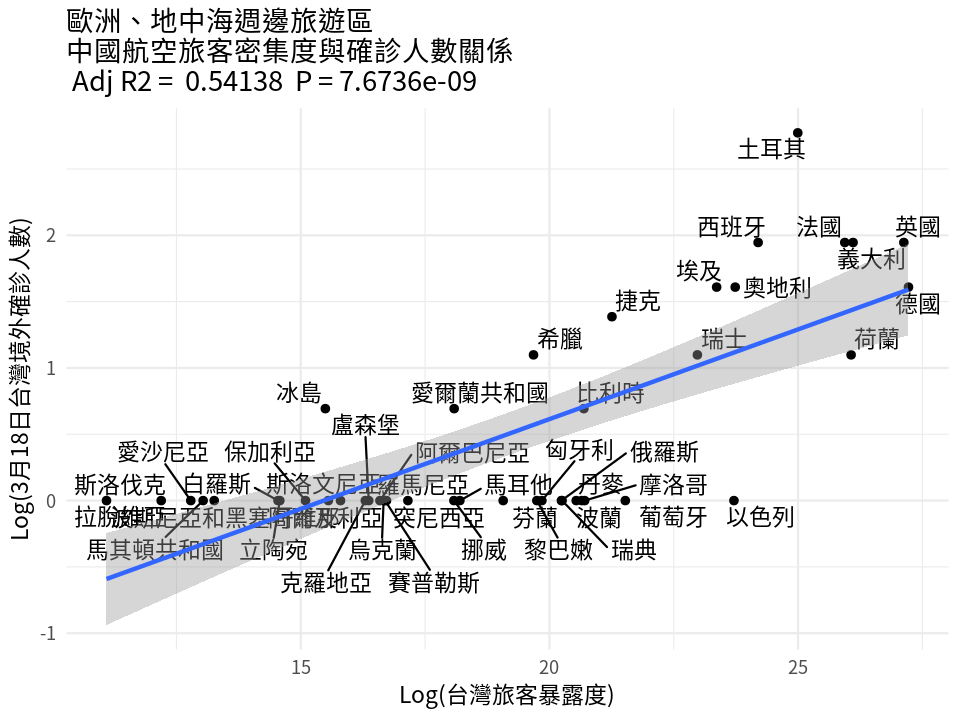 歐洲、地中海週邊旅遊區
中國航空旅客密集度與確診人數關係
Adj R2 = 0.54138 P = 7.6736e-09
Log(3月18日台灣境外確診人數)
2
1
0
-1
土耳其
西班牙
法國
英國
義大利
埃及
奧地利
德國
捷克
希臘
瑞士
荷蘭
冰島
愛爾蘭共和國
比利時
盧森堡
愛沙尼亞
保加利亞
阿爾巴尼亞
匈牙利
俄羅斯
斯洛伐克
白羅斯
斯洛文尼亞
羅馬尼亞
馬耳他
丹麥
摩洛哥
突尼西亞
芬蘭
波蘭
葡萄牙
以色列
馬其頓共和國
立陶宛
烏克蘭
挪威
黎巴嫩
瑞典
克羅地亞
賽普勒斯
15
20
25
Log(台灣旅客暴露度)